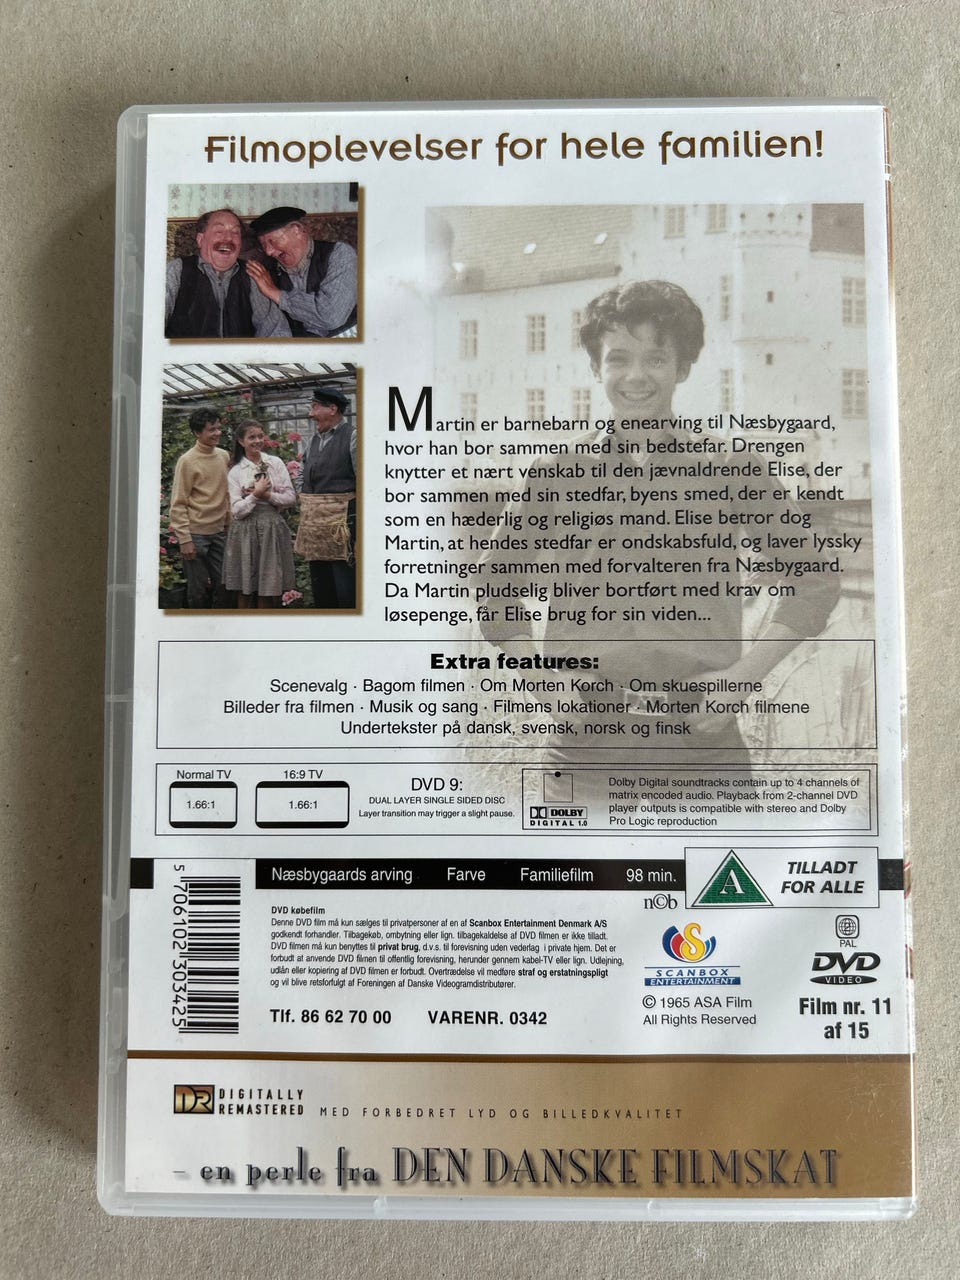 Filmoplevelser for hele familien!
Martin er barnebarn og enearving til Næsbygaard,
hvor han bor sammen med sin bedstefar. Drengen
knytter et nært venskab til den jævnaldrende Elise, der
bor sammen med sin stedfar, byens smed, der er kendt
som en hæderlig og religiøs mand. Elise betror dog
Martin, at hendes stedfar er ondskabsfuld, og laver lyssky
forretninger sammen med forvalteren fra Næsbygaard.
Da Martin pludselig bliver bortført med krav om
løsepenge, får Elise brug for sin viden...
Extra features:
Scenevalg · Bagom filmen · Om Morten Korch · Om skuespillerne
Billeder fra filmen · Musik og sang · Filmens lokationer · Morten Korch filmene
Undertekster på dansk, svensk, norsk og finsk
Normal TV
1.66:1
16:9 TV
1.66:1
DVD 9:
DUAL LAYER SINGLE SIDED DISC
Layer transition may trigger a slight pause.
DOLBY
DIGITAL 1.0
Dolby Digital soundtracks contain up to 4 channels of
matrix encoded audio. Playback from 2-channel DVD
player outputs is compatible with stereo and Dolby
Pro Logic reproduction
5 706102 303425
Næsbygaards arving Farve Familiefilm 98 min.
A
TILLADT
FOR ALLE
n©b
DVD købefilm
Denne DVD film må kun sælges til privatpersoner af en af Scanbox Entertainment Denmark A/S
godkendt forhandler. Tilbagekøb, ombytning eller lign. tilbagekaldelse af DVD filmen er ikke tilladt.
DVD filmen må kun benyttes til privat brug, d.v.s. til forevisning uden vederlag i private hjem. Det er
forbudt at anvende DVD filmen til offentlig forevisning, herunder gennem kabel-TV eller lign. Udlejning,
udlån eller kopiering af DVD filmen er forbudt. Overtrædelse vil medføre straf og erstatningspligt
og vil blive retsforfulgt af Foreningen af Danske Videogramdistributører.
Tlf. 86 62 70 00 VARENR. 0342
S
SCANBOX
ENTERTAINMENT
© 1965 ASA Film
All Rights Reserved
PAL
DVD
VIDEO
Film nr. 11
af 15
DR DIGITALLY
REMASTERED MED FORBEDRET LYD OG BILLEDKVALITET
– en perle fra DEN DANSKE FILMSKAT